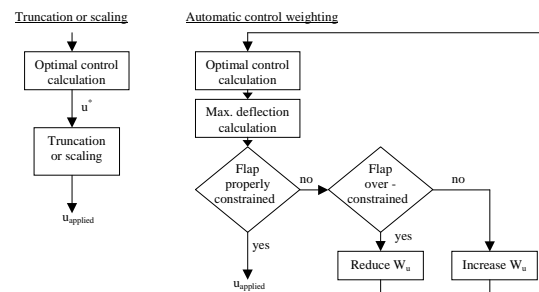 Truncation or scaling
Optimal control
calculation
u*
Truncation
or scaling
u_applied
Automatic control weighting
Optimal control
calculation
Max. deflection
calculation
Flap
properly
constrained
no
Flap
over -
constrained
no
yes
yes
Reduce W_u
Increase W_u
u_applied